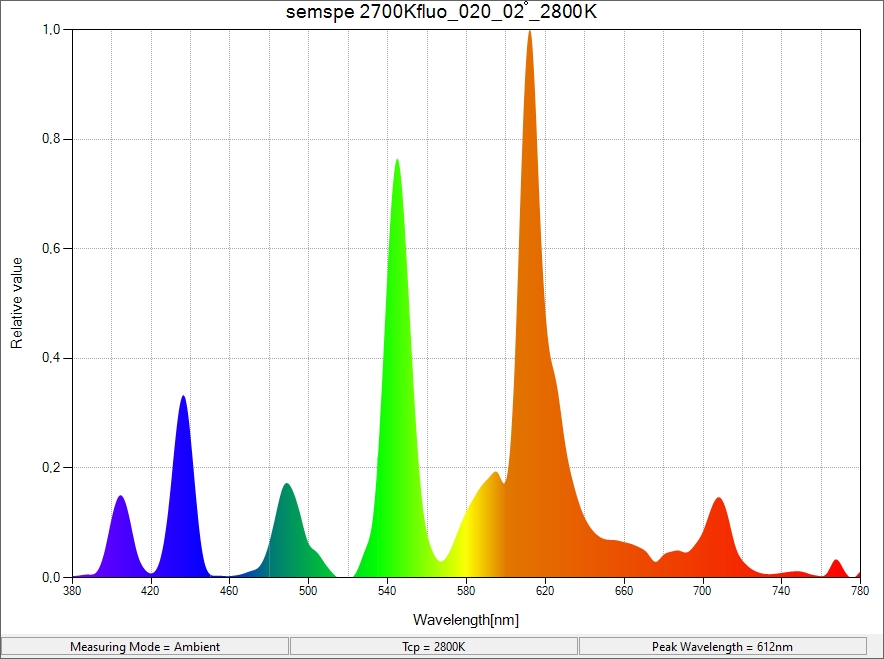 semspe 2700Kfluo_020_02°_2800K
1,0
0,8
0,6
0,4
0,2
0,0
Relative value
380 420 460 500 540 580 620 660 700 740 780
Wavelength[nm]
Measuring Mode = Ambient Tcp = 2800K Peak Wavelength = 612nm